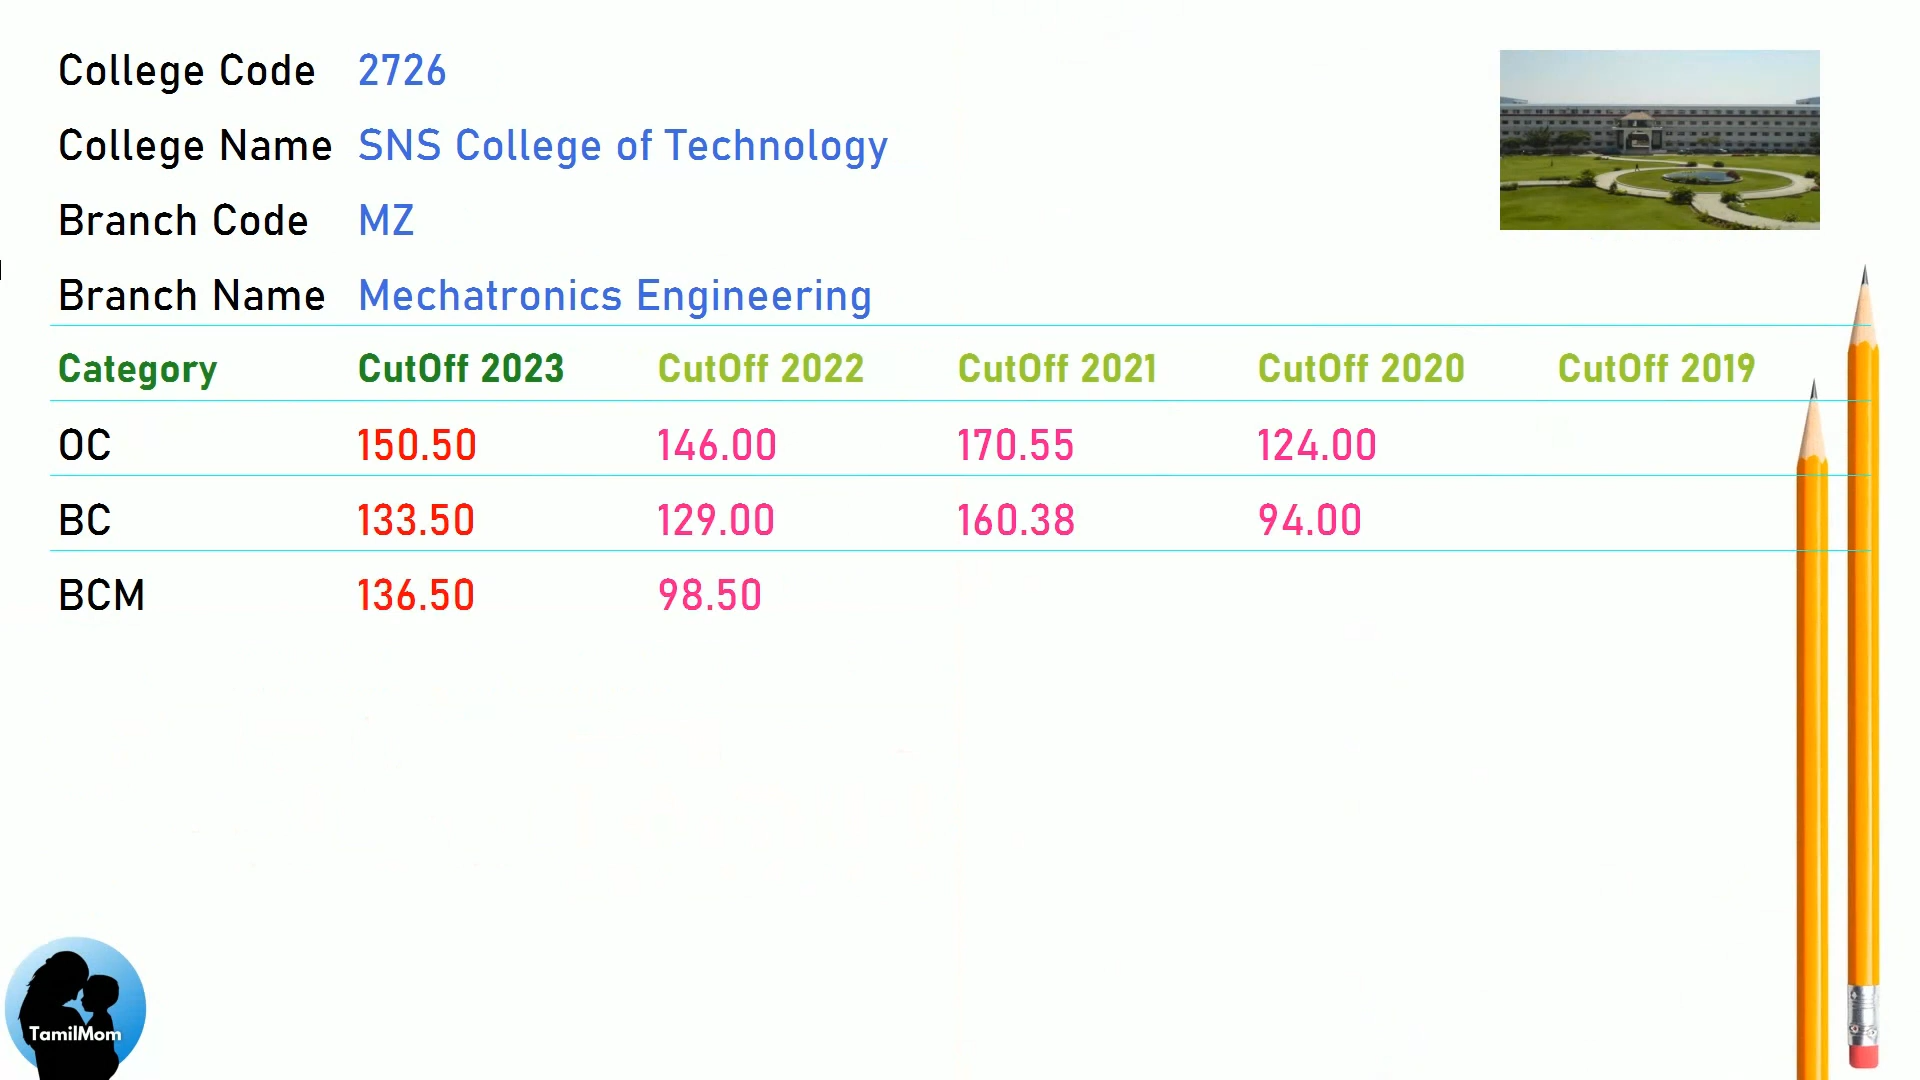 College Code 2726
College Name SNS College of Technology
Branch Code MZ
Branch Name Mechatronics Engineering
Category CutOff 2023 CutOff 2022 CutOff 2021 CutOff 2020 CutOff 2019
OC 150.50 146.00 170.55 124.00
BC 133.50 129.00 160.38 94.00
BCM 136.50 98.50
TamilMom